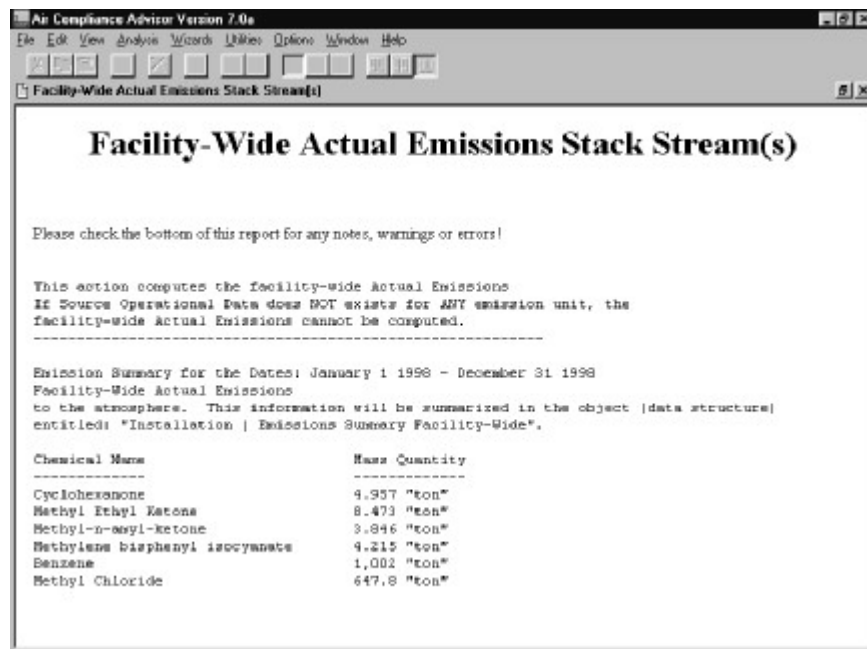 Air Compliance Advisor Version 7.0a
File Edit View Analysis Wizards Utilities Options Window Help
Facility-Wide Actual Emissions Stack Stream(s)
Facility-Wide Actual Emissions Stack Stream(s)
Please check the bottom of this report for any notes, warnings or errors!
This action computes the facility-wide Actual Emissions
If Source Operational Data does NOT exists for ANY emission unit, the
facility-wide Actual Emissions cannot be computed.
Emission Summary for the Dates: January 1 1998 - December 31 1998
Facility-Wide Actual Emissions
to the atmosphere. This information will be summarized in the object |data structure|
entitled: "Installation | Emissions Summary Facility-Wide".
Chemical Name Mass Quantity
Cyclohexanone 4.957 "ton"
Methyl Ethyl Ketone 8.473 "ton"
Methyl-n-amyl-ketone 3.846 "ton"
Methylene bisphenyl isocyanate 4.215 "ton"
Benzene 1,002 "ton"
Methyl Chloride 647.8 "ton"